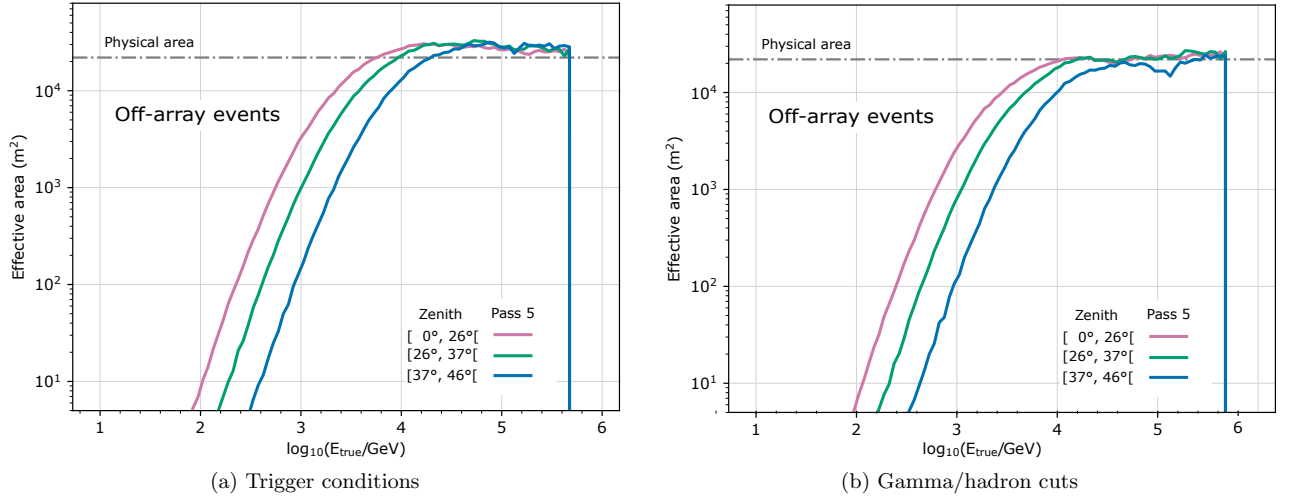 Physical area
Off-array events
Effective area (m²)
10⁴
10³
10²
10¹
Zenith Pass 5
[ 0°, 26°[
[26°, 37°[
[37°, 46°[
1 2 3 4 5 6
log₁₀(E_true/GeV)
(a) Trigger conditions
Physical area
Off-array events
Effective area (m²)
10⁴
10³
10²
10¹
Zenith Pass 5
[ 0°, 26°[
[26°, 37°[
[37°, 46°[
1 2 3 4 5 6
log₁₀(E_true/GeV)
(b) Gamma/hadron cuts